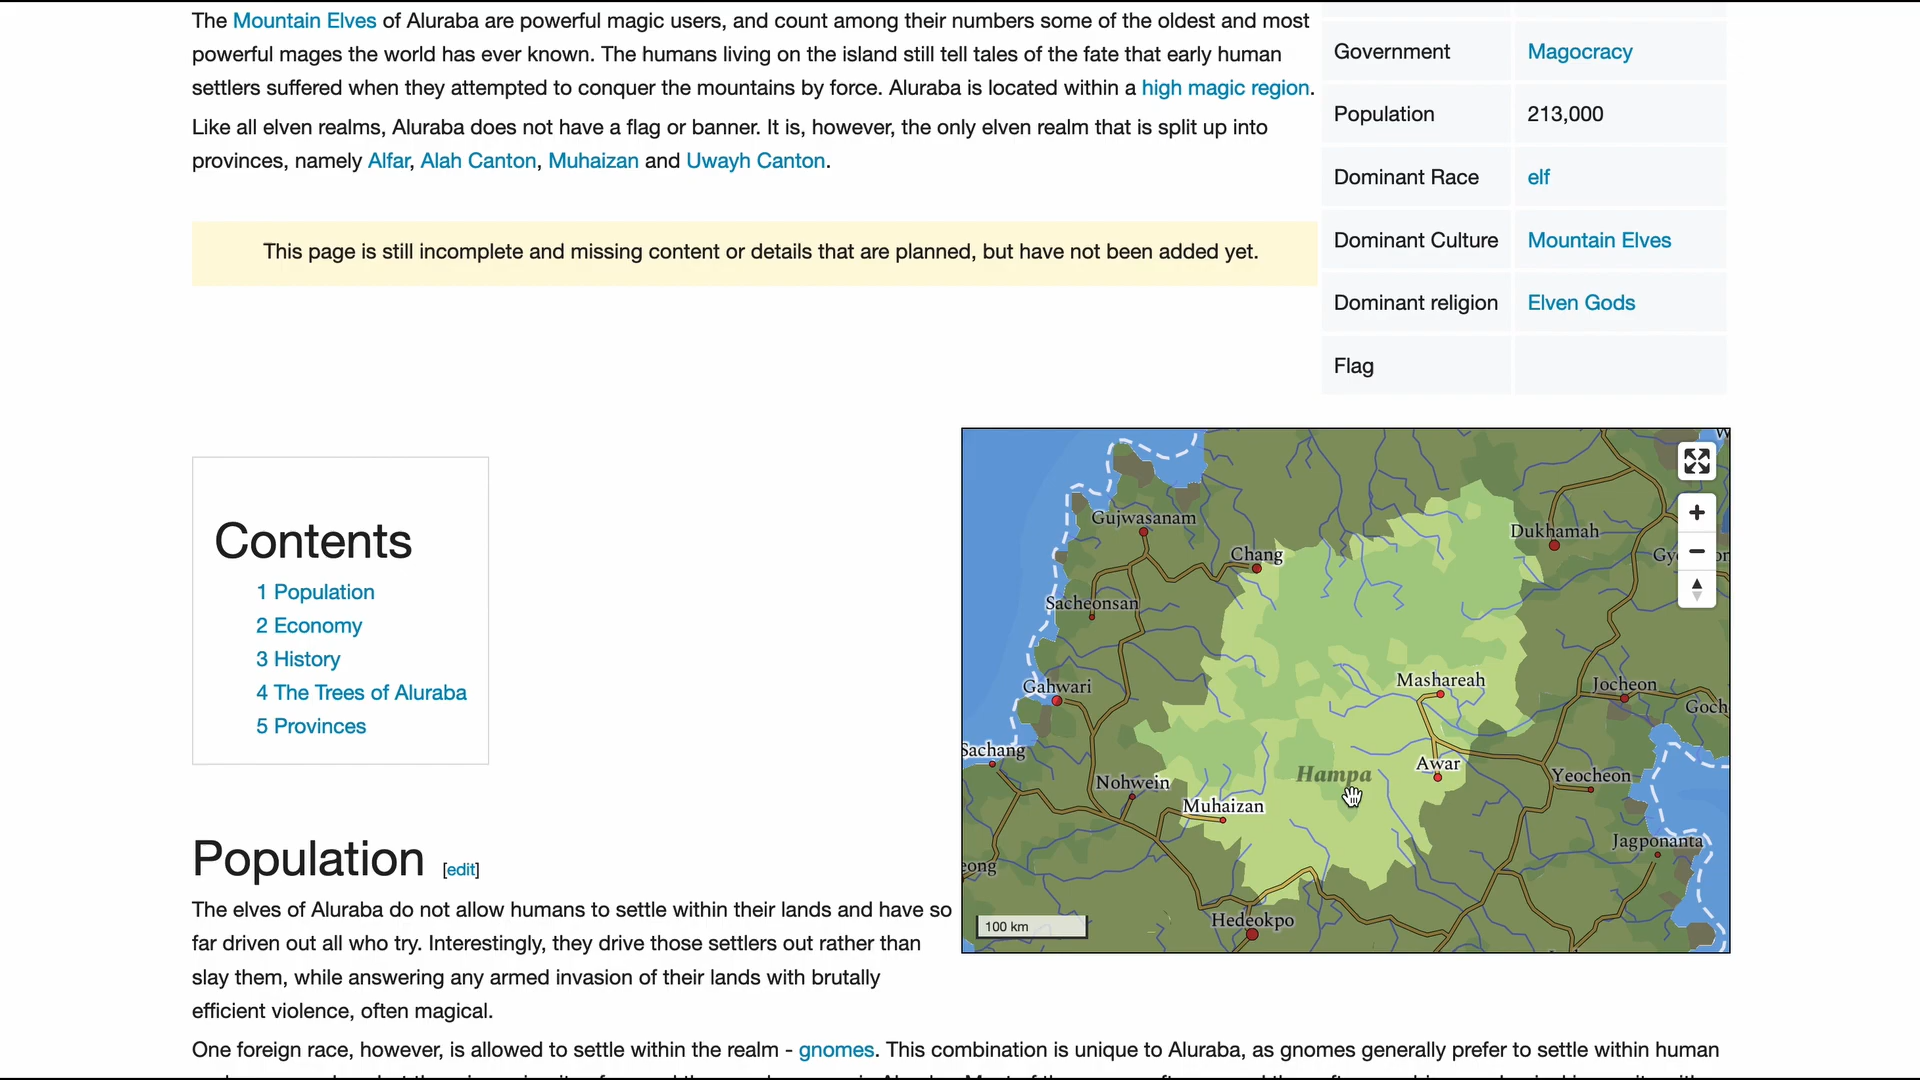 The Mountain Elves of Aluraba are powerful magic users, and count among their numbers some of the oldest and most
powerful mages the world has ever known. The humans living on the island still tell tales of the fate that early human
settlers suffered when they attempted to conquer the mountains by force. Aluraba is located within a high magic region.
Like all elven realms, Aluraba does not have a flag or banner. It is, however, the only elven realm that is split up into
provinces, namely Alfar, Alah Canton, Muhaizan and Uwayh Canton.
This page is still incomplete and missing content or details that are planned, but have not been added yet.
Government Magocracy
Population 213,000
Dominant Race elf
Dominant Culture Mountain Elves
Dominant religion Elven Gods
Flag
Contents
1 Population
2 Economy
3 History
4 The Trees of Aluraba
5 Provinces
Gujwasanam
Dukhamah
Chang
Sacheonsan
Mashareah
Gahwari
Jocheon
Goch
Sachang
Awar
Hampa
Yeocheon
Nohwein
Muhaizan
Jagponanta
eong
Hedeokpo
100 km
Population [edit]
The elves of Aluraba do not allow humans to settle within their lands and have so
far driven out all who try. Interestingly, they drive those settlers out rather than
slay them, while answering any armed invasion of their lands with brutally
efficient violence, often magical.
One foreign race, however, is allowed to settle within the realm - gnomes. This combination is unique to Aluraba, as gnomes generally prefer to settle within human